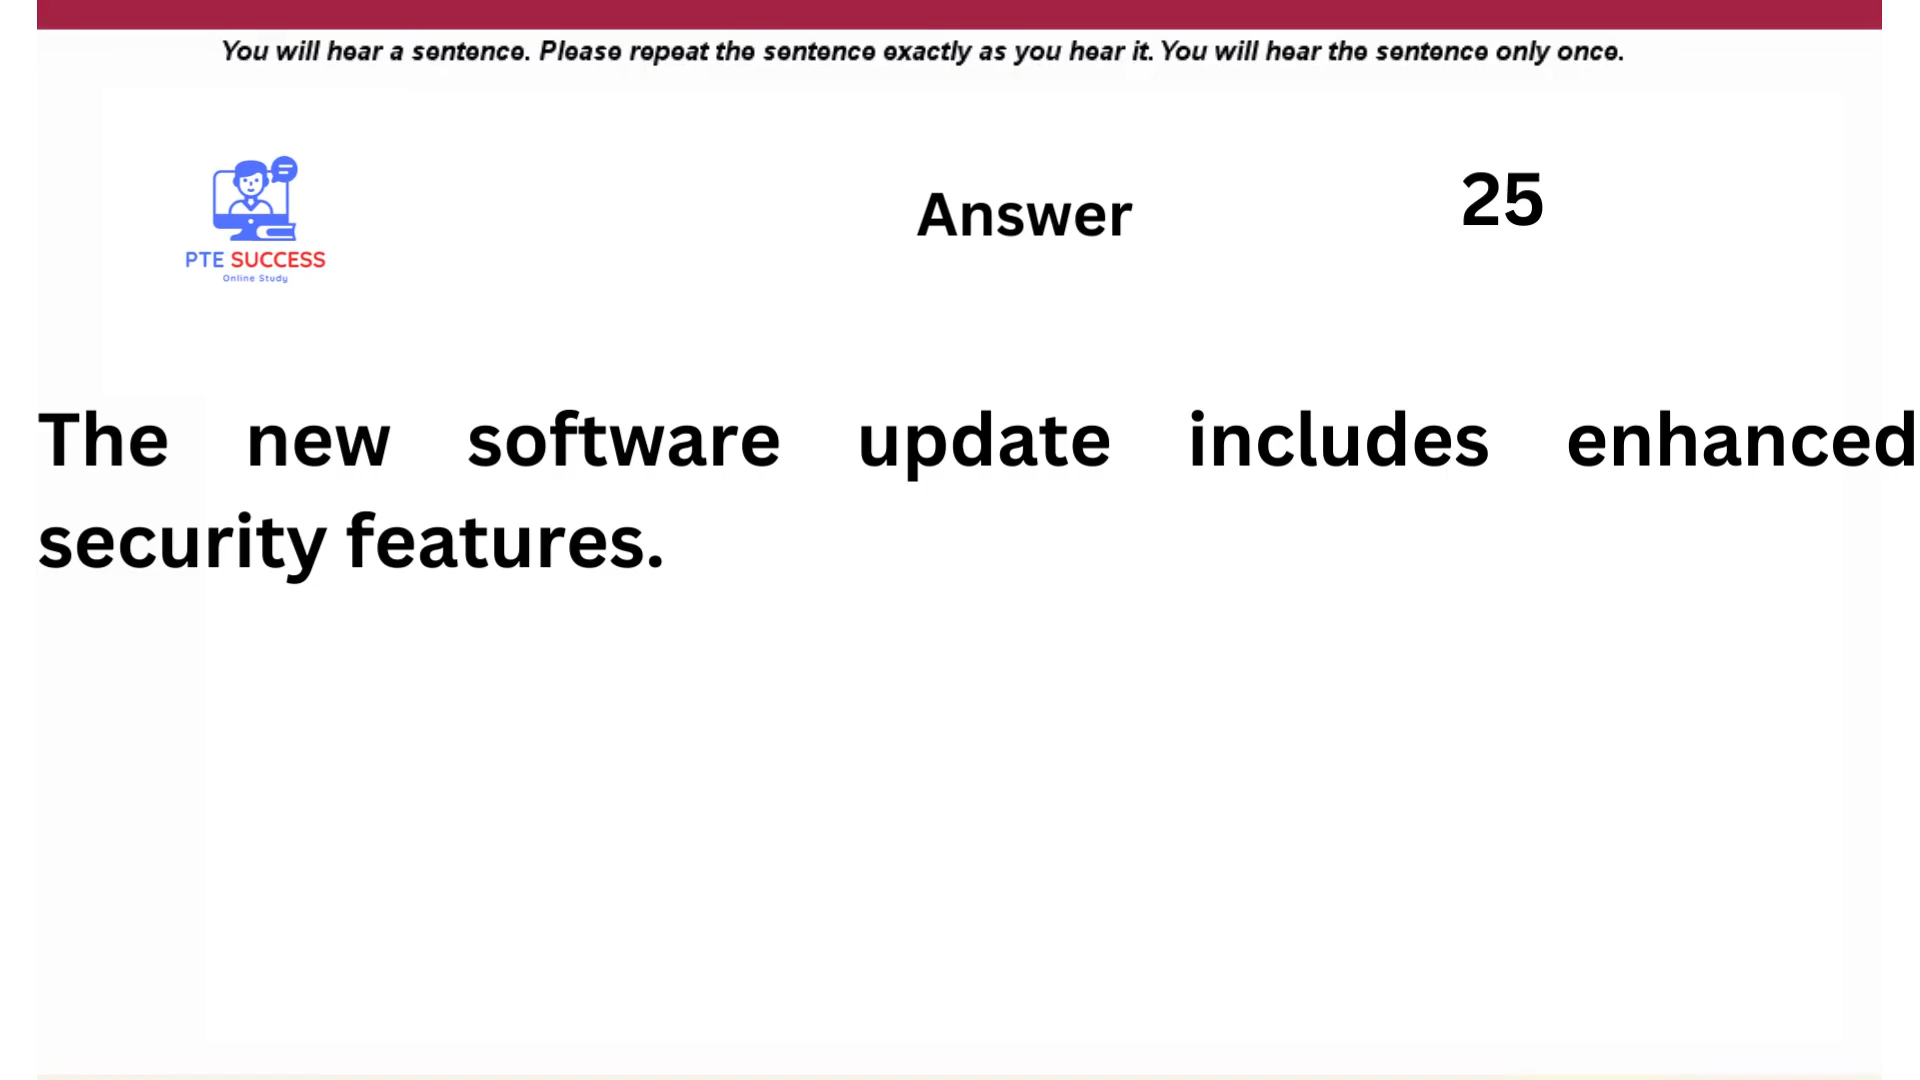 You will hear a sentence. Please repeat the sentence exactly as you hear it. You will hear the sentence only once.
Answer
25
PTE SUCCESS
Online Study
The new software update includes enhanced
security features.